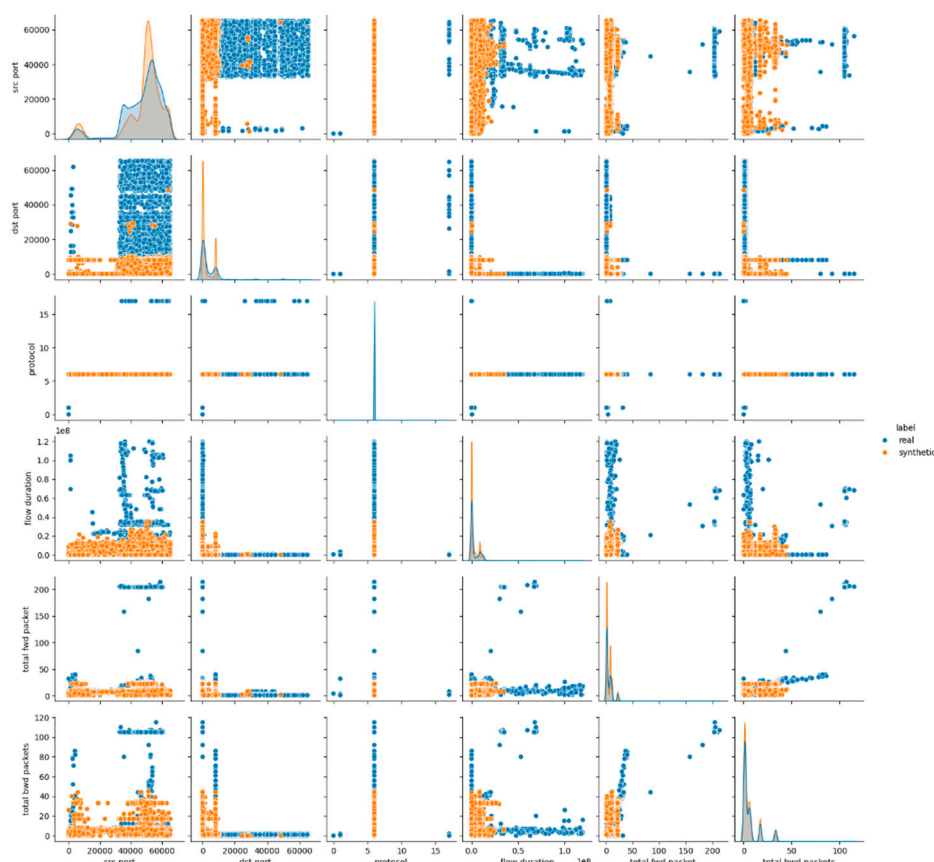 60000
40000
20000
0
src port
60000
40000
20000
0
dst port
15
10
5
0
protocol
1e8
1.2
1.0
0.8
0.6
0.4
0.2
0.0
flow duration
200
150
100
50
0
total fwd packet
120
100
80
60
40
20
0
total bwd packets
0 20000 40000 60000
src port
0 20000 40000 60000
dst port
0 5 10 15
protocol
0.0 0.5 1.0
1e8
flow duration
0 50 100 150 200
total fwd packet
0 50 100
total bwd packets
label
real
synthetic